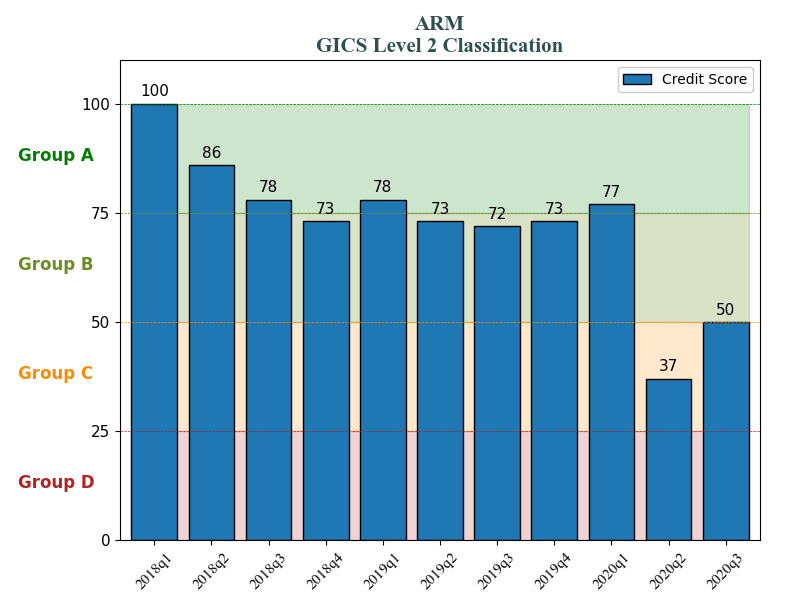 ARM
GICS Level 2 Classification
Credit Score
100
Group A
75
Group B
50
Group C
25
Group D
0
100
86
78
73
78
73
72
73
77
37
50
2018q1
2018q2
2018q3
2018q4
2019q1
2019q2
2019q3
2019q4
2020q1
2020q2
2020q3